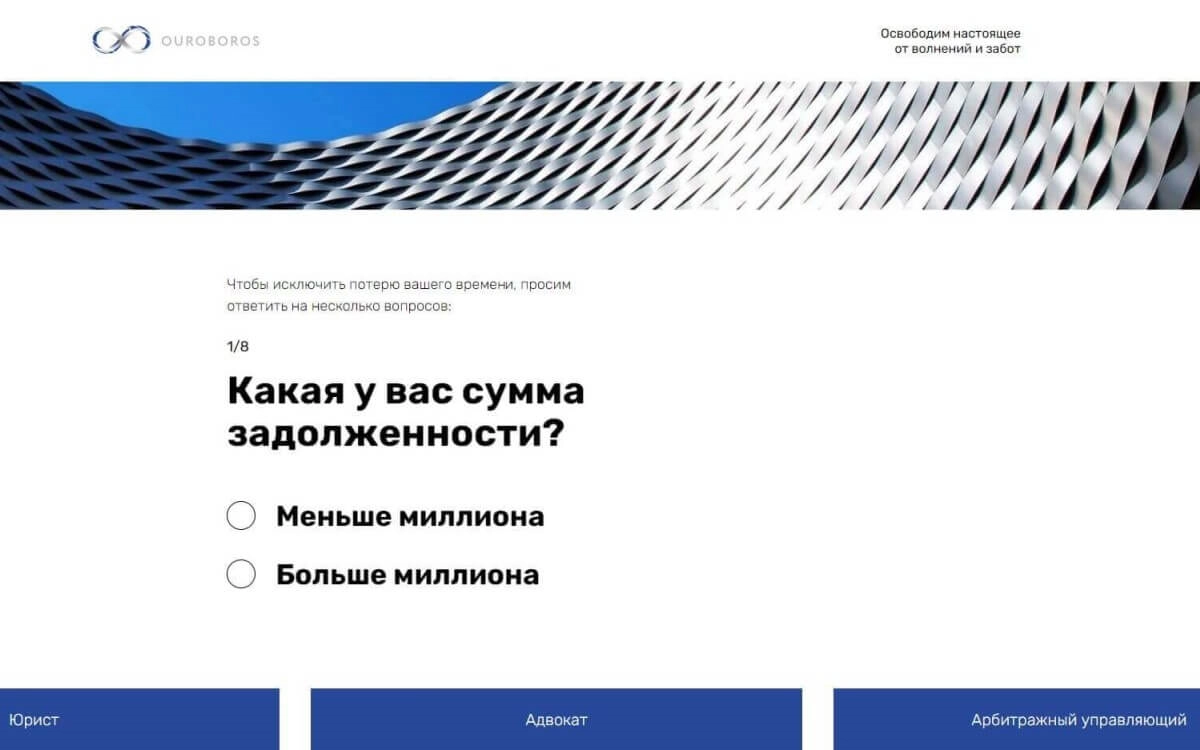 OUROBOROS
Освободим настоящее
от волнений и забот
Чтобы исключить потерю вашего времени, просим
ответить на несколько вопросов:
1/8
Какая у вас сумма
задолженности?
Меньше миллиона
Больше миллиона
Юрист
Адвокат
Арбитражный управляющий